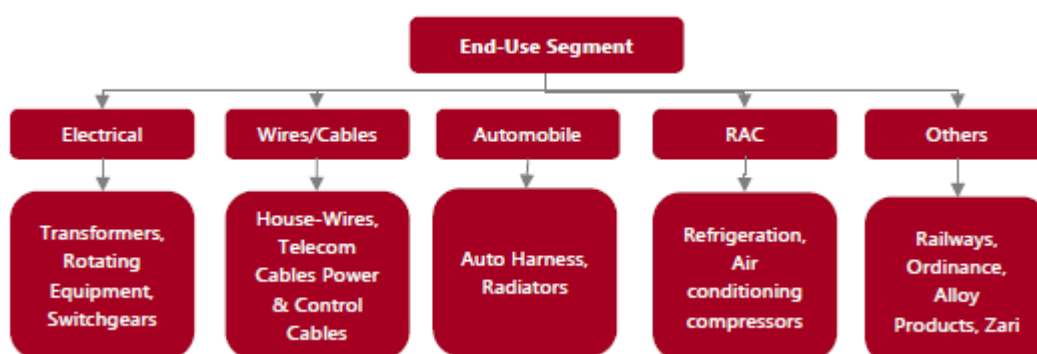 End-Use Segment
Electrical
Wires/Cables
Automobile
RAC
Others
Transformers,
Rotating
Equipment,
Switchgears
House-Wires,
Telecom
Cables Power
& Control
Cables
Auto Harness,
Radiators
Refrigeration,
Air
conditioning
compressors
Railways,
Ordinance,
Alloy
Products, Zari